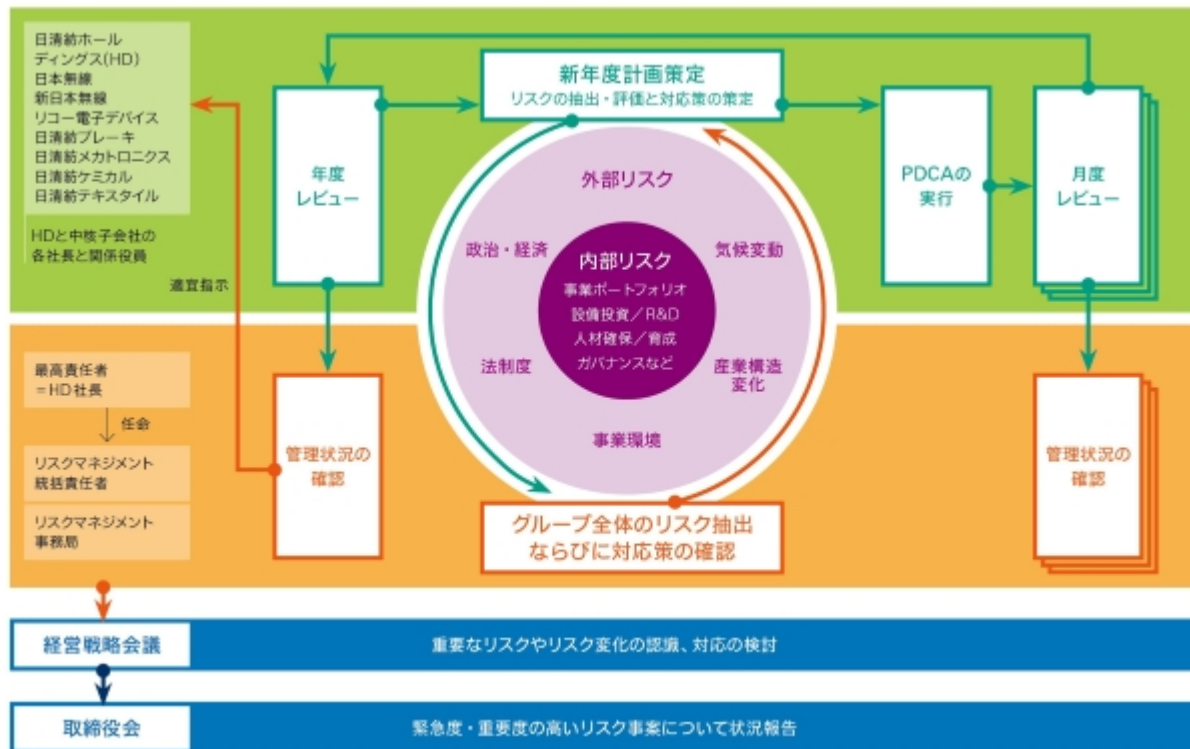 日清紡ホール
ディングス(HD)
日本無線
新日本無線
リコー電子デバイス
日清紡ブレーキ
日清紡メカトロニクス
日清紡ケミカル
日清紡テキスタイル
HDと中核子会社の
各社長と関係役員
適宜指示
年度
レビュー
新年度計画策定
リスクの抽出・評価と対応策の策定
PDCAの
実行
月度
レビュー
外部リスク
政治・経済
気候変動
内部リスク
事業ポートフォリオ
設備投資／R&D
人材確保／育成
ガバナンスなど
法制度
産業構造
変化
事業環境
最高責任者
＝HD社長
任命
リスクマネジメント
統括責任者
リスクマネジメント
事務局
管理状況の
確認
グループ全体のリスク抽出
ならびに対応策の確認
管理状況の
確認
経営戦略会議
重要なリスクやリスク変化の認識、対応の検討
取締役会
緊急度・重要度の高いリスク事案について状況報告